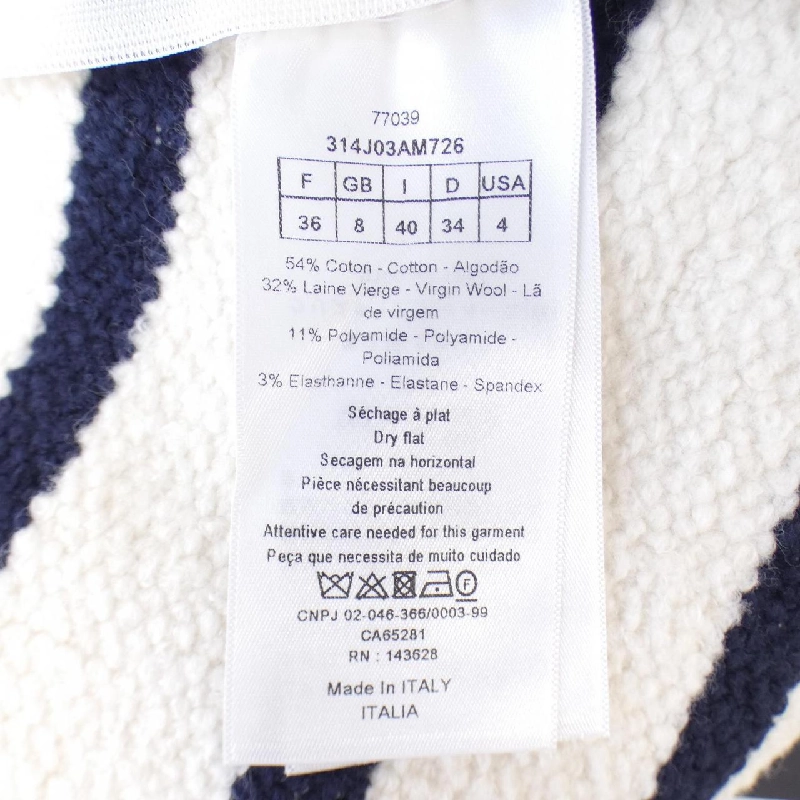 77039
314J03AM726
F GB I D USA
36 8 40 34 4
54% Coton - Cotton - Algodão
32% Laine Vierge - Virgin Wool - Lã
de virgem
11% Polyamide - Polyamide -
Poliamida
3% Elasthanne - Elastane - Spandex
Séchage à plat
Dry flat
Secagem na horizontal
Pièce nécessitant beaucoup
de précaution
Attentive care needed for this garment
Peça que necessita de muito cuidado
F
CNPJ 02-046-366/0003-99
CA65281
RN : 143628
Made In ITALY
ITALIA